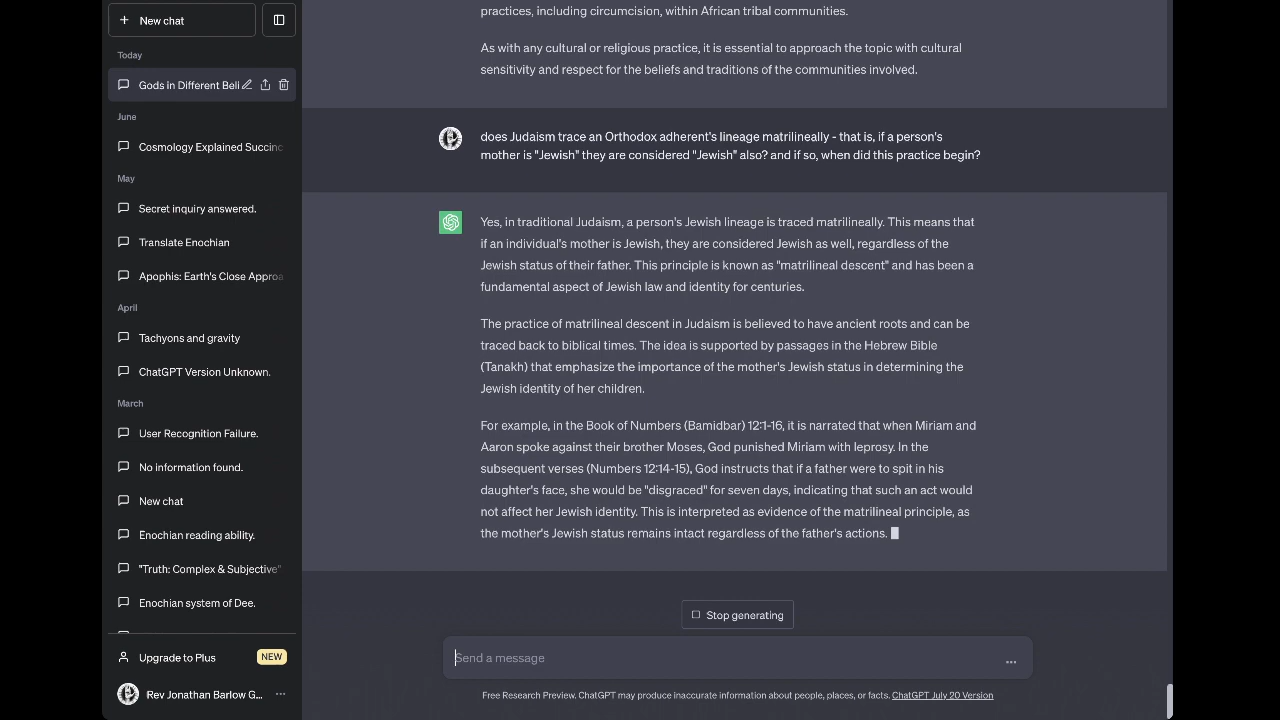 New chat
Today
Gods in Different Beli
June
Cosmology Explained Succinc
May
Secret inquiry answered.
Translate Enochian
Apophis: Earth's Close Approa
April
Tachyons and gravity
ChatGPT Version Unknown.
March
User Recognition Failure.
No information found.
New chat
Enochian reading ability.
"Truth: Complex & Subjective"
Enochian system of Dee.
Upgrade to Plus
NEW
Rev Jonathan Barlow G...
practices, including circumcision, within African tribal communities.
As with any cultural or religious practice, it is essential to approach the topic with cultural
sensitivity and respect for the beliefs and traditions of the communities involved.
does Judaism trace an Orthodox adherent's lineage matrilineally - that is, if a person's
mother is "Jewish" they are considered "Jewish" also? and if so, when did this practice begin?
Yes, in traditional Judaism, a person's Jewish lineage is traced matrilineally. This means that
if an individual's mother is Jewish, they are considered Jewish as well, regardless of the
Jewish status of their father. This principle is known as "matrilineal descent" and has been a
fundamental aspect of Jewish law and identity for centuries.
The practice of matrilineal descent in Judaism is believed to have ancient roots and can be
traced back to biblical times. The idea is supported by passages in the Hebrew Bible
(Tanakh) that emphasize the importance of the mother's Jewish status in determining the
Jewish identity of her children.
For example, in the Book of Numbers (Bamidbar) 12:1-16, it is narrated that when Miriam and
Aaron spoke against their brother Moses, God punished Miriam with leprosy. In the
subsequent verses (Numbers 12:14-15), God instructs that if a father were to spit in his
daughter's face, she would be "disgraced" for seven days, indicating that such an act would
not affect her Jewish identity. This is interpreted as evidence of the matrilineal principle, as
the mother's Jewish status remains intact regardless of the father's actions.
Stop generating
Send a message
...
Free Research Preview. ChatGPT may produce inaccurate information about people, places, or facts. ChatGPT July 20 Version